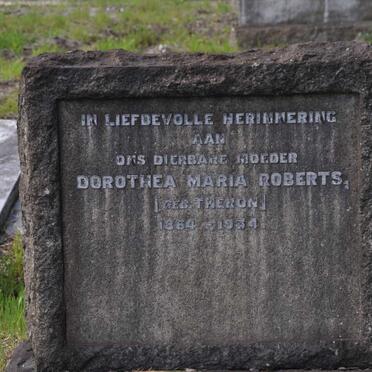 IN LIEFDEVOLLE HERINNERING
AAN
ONS DIERBARE MOEDER
DOROTHEA MARIA ROBERTS,
[GEB. THERON]
1864 - 1934